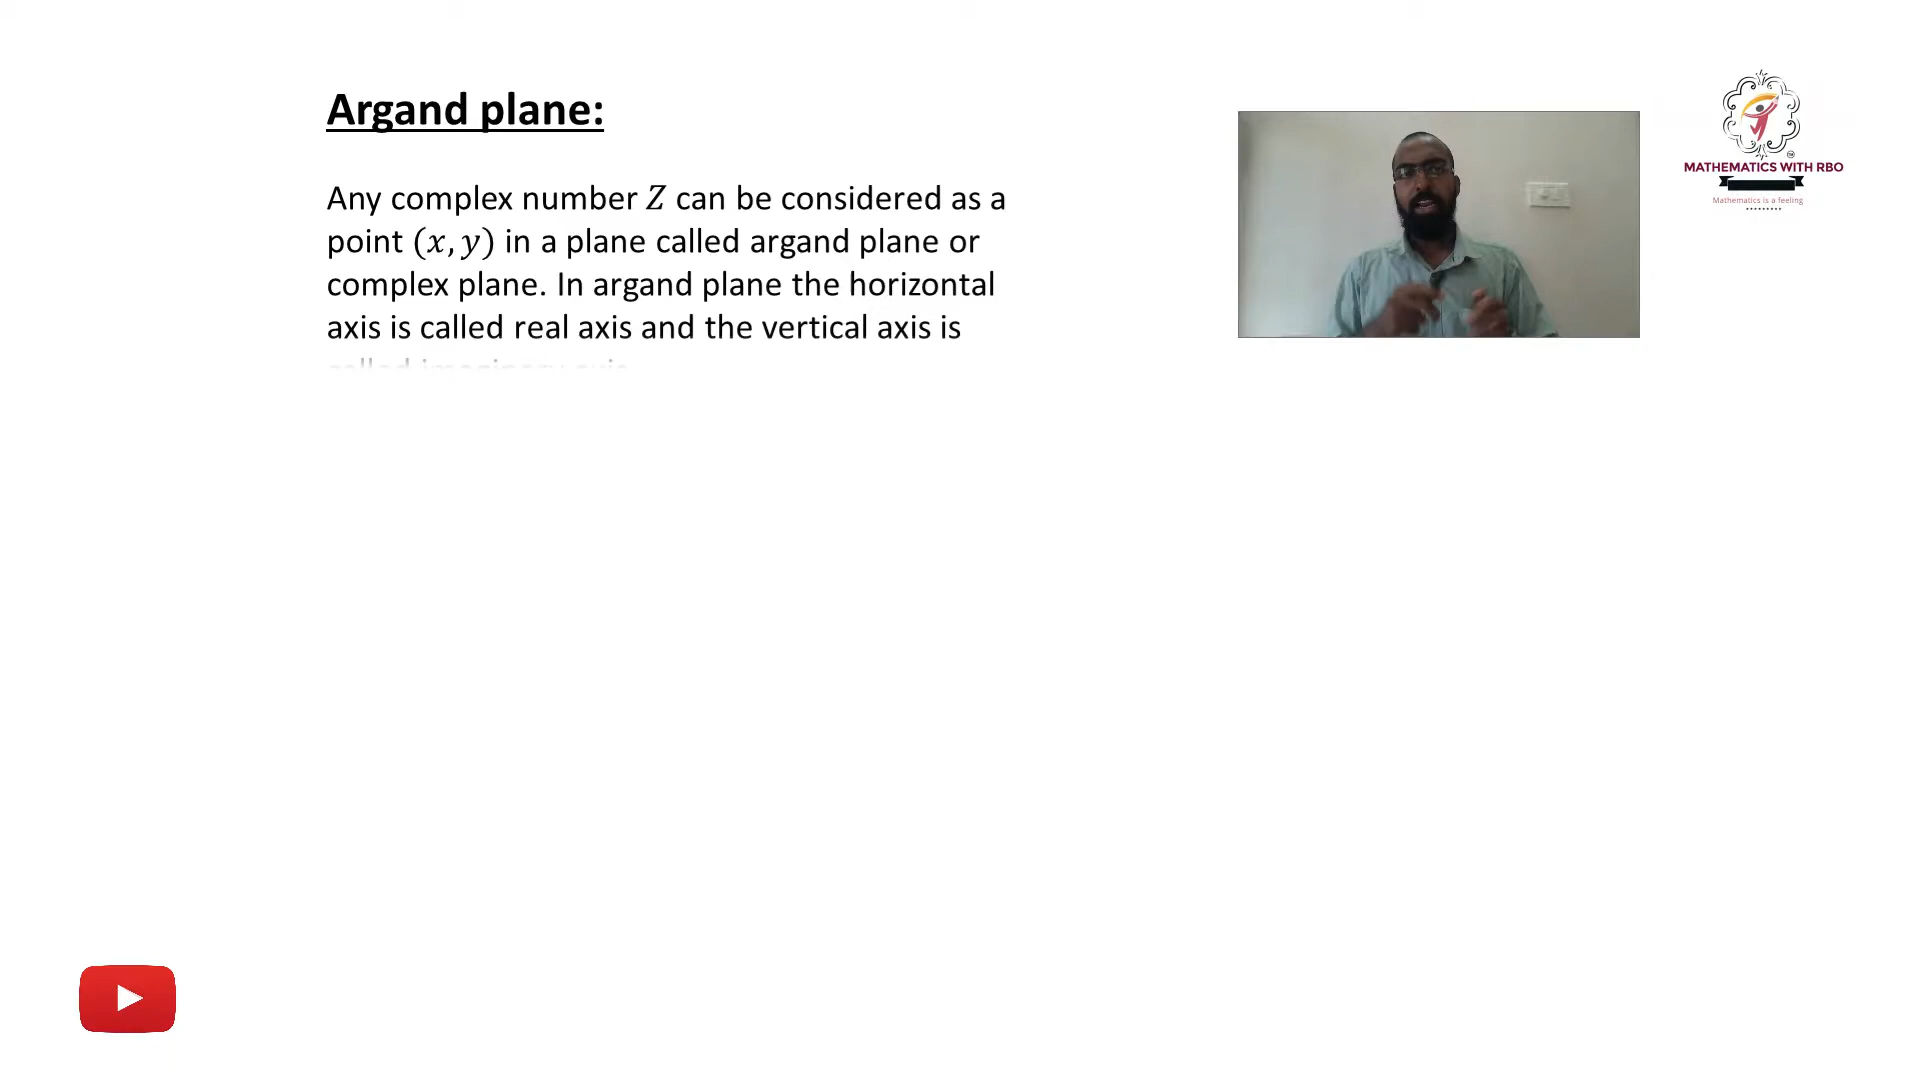 Argand plane:
Any complex number Z can be considered as a
point (x, y) in a plane called argand plane or
complex plane. In argand plane the horizontal
axis is called real axis and the vertical axis is
called imaginary axis
MATHEMATICS WITH RBO
Mathematics is a feeling